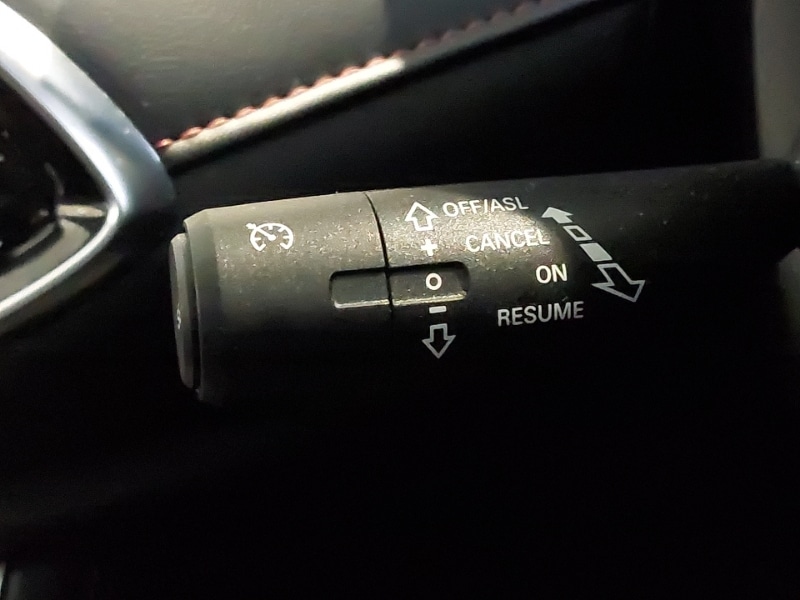 OFF/ASL
+ CANCEL
O ON
- RESUME